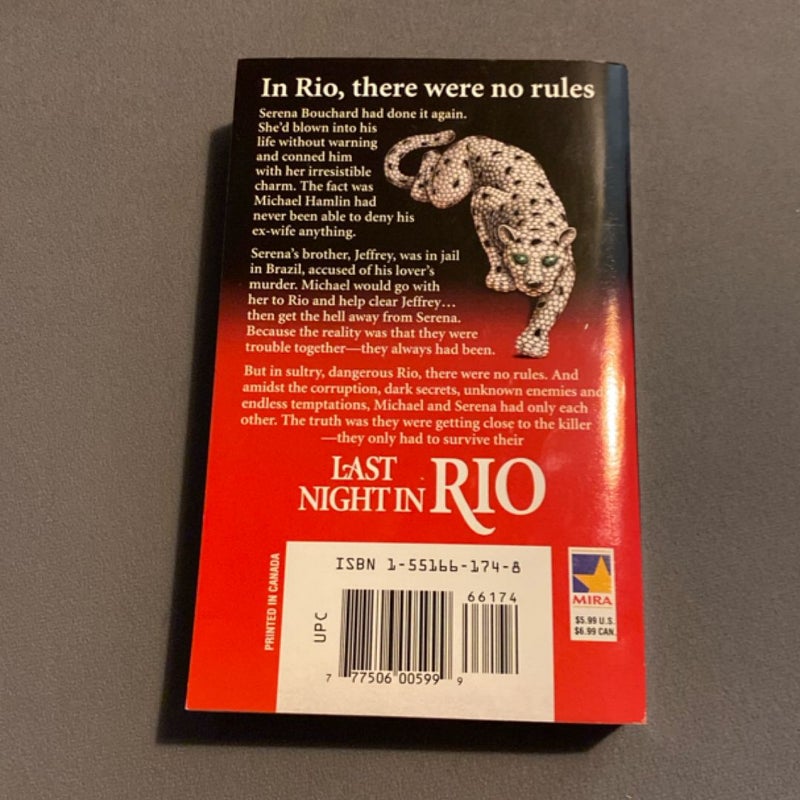 In Rio, there were no rules
Serena Bouchard had done it again.
She'd blown into his
life without warning
and conned him
with her irresistible
charm. The fact was
Michael Hamlin had
never been able to deny his
ex-wife anything.
Serena's brother, Jeffrey, was in jail
in Brazil, accused of his lover's
murder. Michael would go with
her to Rio and help clear Jeffrey…
then get the hell away from Serena.
Because the reality was that they were
trouble together—they always had been.
But in sultry, dangerous Rio, there were no rules. And
amidst the corruption, dark secrets, unknown enemies and
endless temptations, Michael and Serena had only each
other. The truth was they were getting close to the killer
—they only had to survive their
LAST
NIGHT IN RIO
PRINTED IN CANADA
ISBN 1-55166-174-8
66174
UPC
7 77506 00599 9
MIRA
$5.99 U.S.
$6.99 CAN.